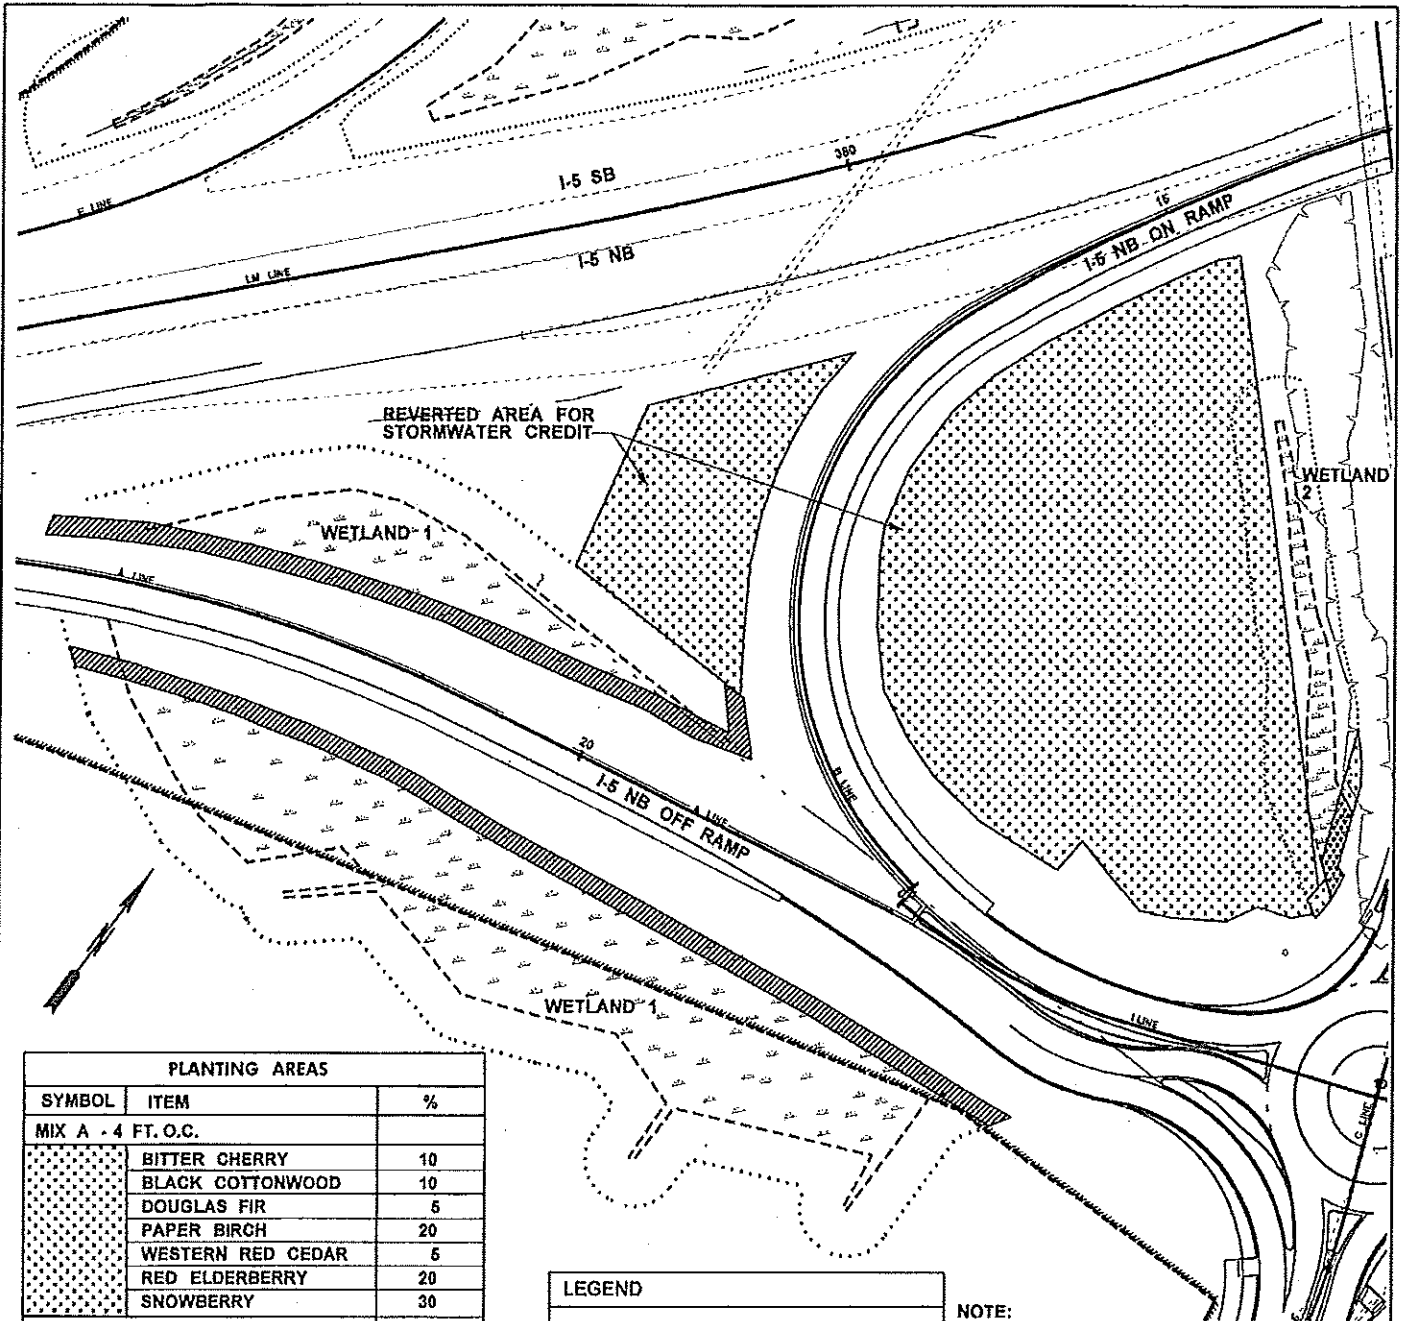 380
I-5 SB
15
I-5 NB ON RAMP
F LINE
I-5 NB
LM LINE
REVERTED AREA FOR
STORMWATER CREDIT
WETLAND
2
WETLAND 1
A LINE
20
I-5 NB OFF RAMP
A LINE
B LINE
WETLAND 1
I LINE
C LINE
PLANTING AREAS
SYMBOL ITEM %
MIX A - 4 FT. O.C.
BITTER CHERRY 10
BLACK COTTONWOOD 10
DOUGLAS FIR 5
PAPER BIRCH 20
WESTERN RED CEDAR 5
RED ELDERBERRY 20
SNOWBERRY 30
LEGEND
NOTE: